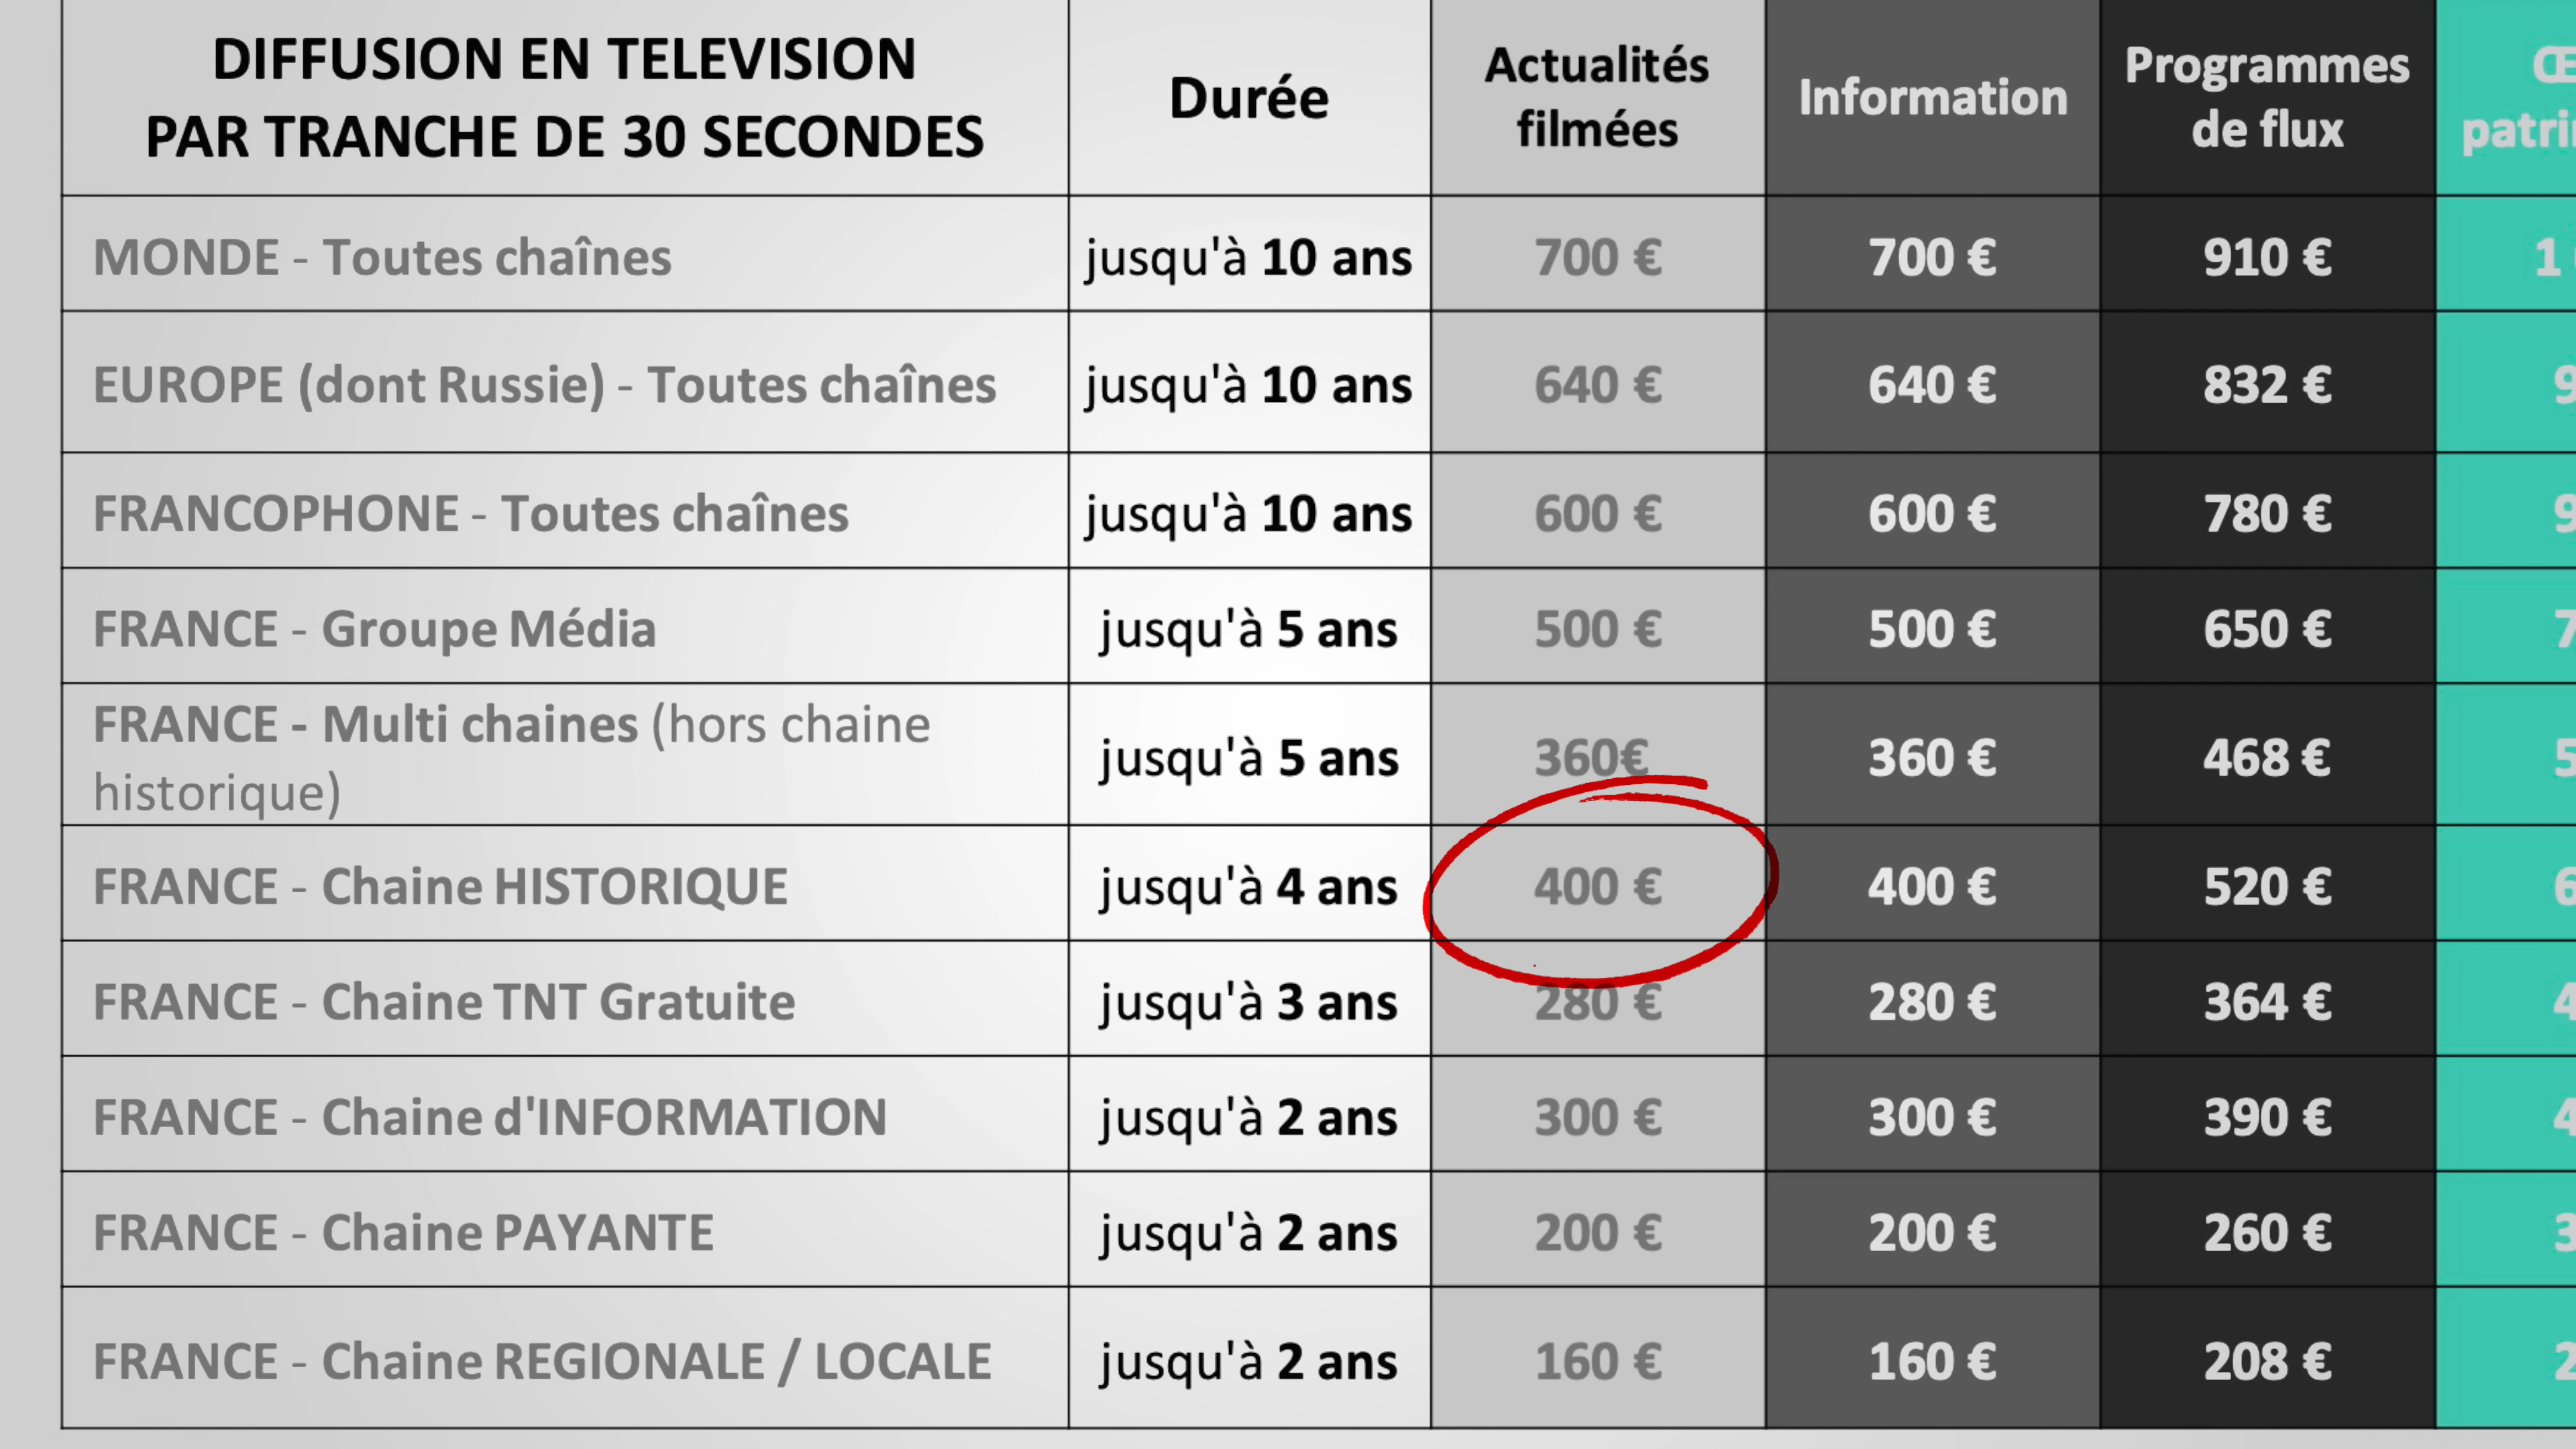 DIFFUSION EN TELEVISION
PAR TRANCHE DE 30 SECONDES
Durée
Actualités
filmées
Information
Programmes
de flux
MONDE - Toutes chaînes jusqu'à 10 ans 700 € 700 € 910 €
EUROPE (dont Russie) - Toutes chaînes jusqu'à 10 ans 640 € 640 € 832 €
FRANCOPHONE - Toutes chaînes jusqu'à 10 ans 600 € 600 € 780 €
FRANCE - Groupe Média jusqu'à 5 ans 500 € 500 € 650 €
FRANCE - Multi chaines (hors chaine
historique) jusqu'à 5 ans 360€ 360 € 468 €
FRANCE - Chaine HISTORIQUE jusqu'à 4 ans 400 € 400 € 520 €
FRANCE - Chaine TNT Gratuite jusqu'à 3 ans 280 € 280 € 364 €
FRANCE - Chaine d'INFORMATION jusqu'à 2 ans 300 € 300 € 390 €
FRANCE - Chaine PAYANTE jusqu'à 2 ans 200 € 200 € 260 €
FRANCE - Chaine REGIONALE / LOCALE jusqu'à 2 ans 160 € 160 € 208 €